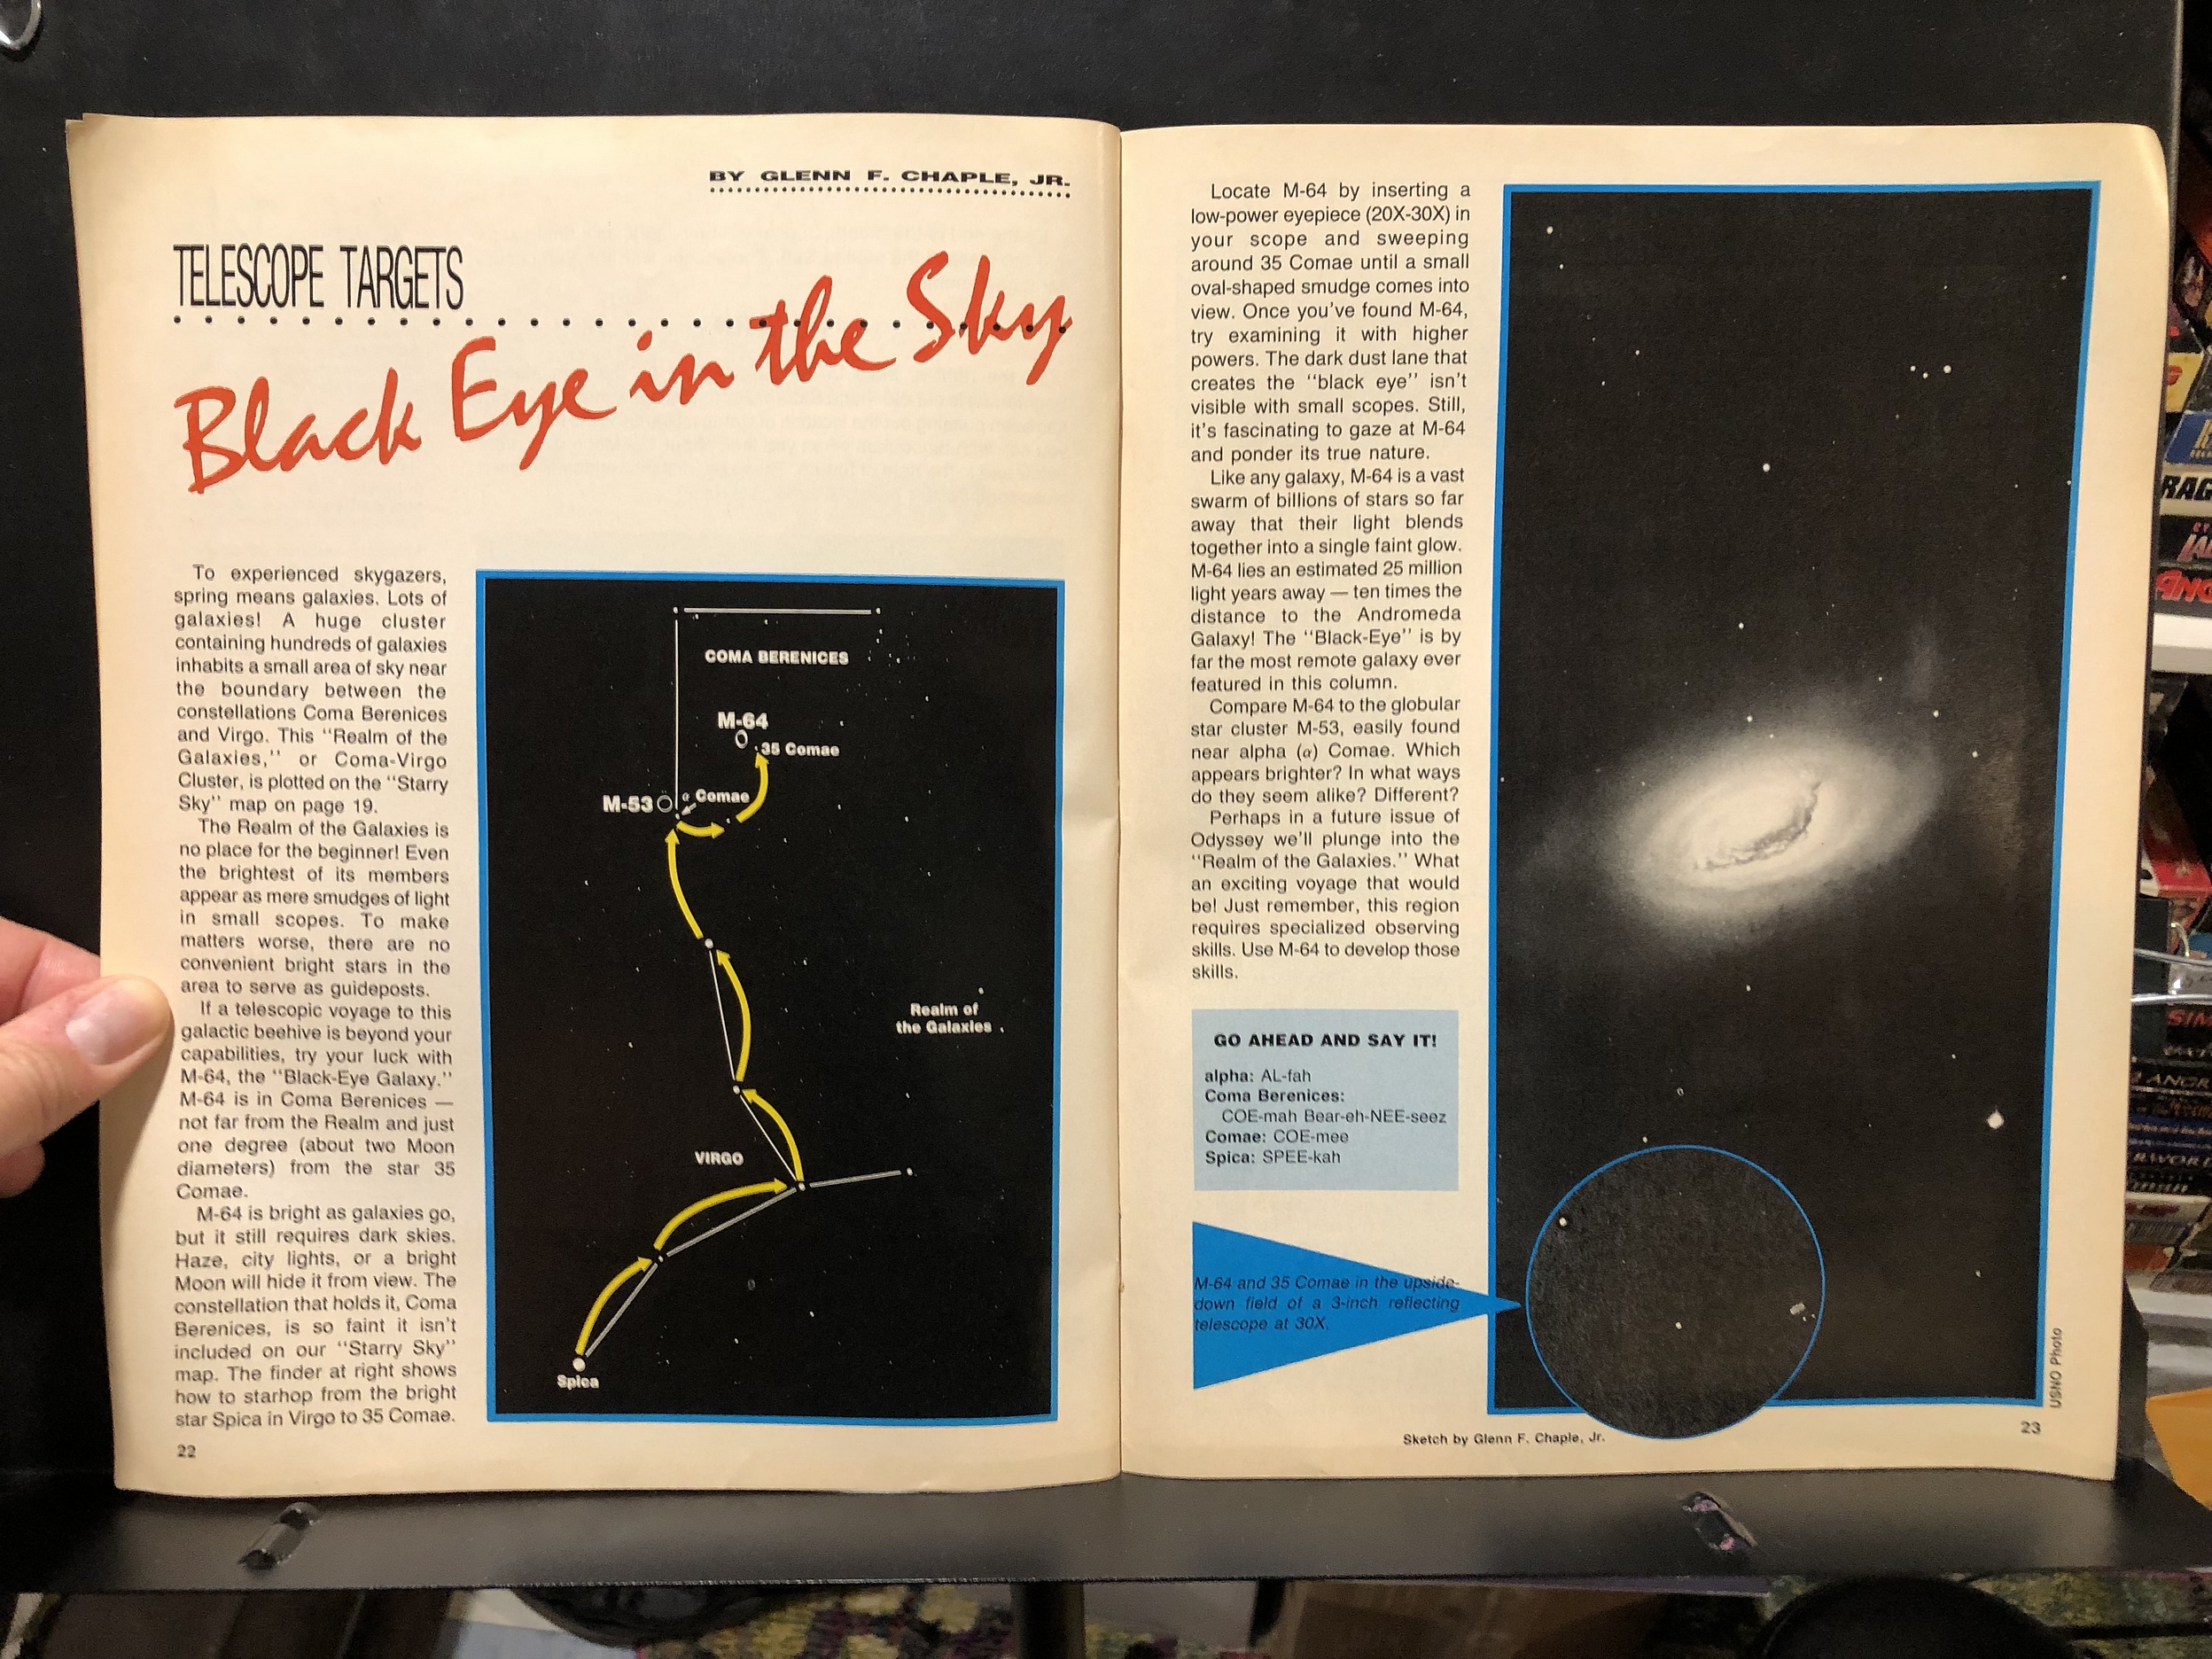 BY GLENN F. CHAPLE, JR.
TELESCOPE TARGETS
Black Eye in the Sky
To experienced skygazers,
spring means galaxies. Lots of
galaxies! A huge cluster
containing hundreds of galaxies
inhabits a small area of sky near
the boundary between the
constellations Coma Berenices
and Virgo. This "Realm of the
Galaxies," or Coma-Virgo
Cluster, is plotted on the "Starry
Sky" map on page 19.
The Realm of the Galaxies is
no place for the beginner! Even
the brightest of its members
appear as mere smudges of light
in small scopes. To make
matters worse, there are no
convenient bright stars in the
area to serve as guideposts.
If a telescopic voyage to this
galactic beehive is beyond your
capabilities, try your luck with
M-64, the "Black-Eye Galaxy."
M-64 is in Coma Berenices —
not far from the Realm and just
one degree (about two Moon
diameters) from the star 35
Comae.
M-64 is bright as galaxies go,
but it still requires dark skies.
Haze, city lights, or a bright
Moon will hide it from view. The
constellation that holds it, Coma
Berenices, is so faint it isn't
included on our "Starry Sky"
map. The finder at right shows
how to starhop from the bright
star Spica in Virgo to 35 Comae.
22
COMA BERENICES
M-64
35 Comae
M-53
α Comae
Realm of
the Galaxies
VIRGO
Spica
Locate M-64 by inserting a
low-power eyepiece (20X-30X) in
your scope and sweeping
around 35 Comae until a small
oval-shaped smudge comes into
view. Once you've found M-64,
try examining it with higher
powers. The dark dust lane that
creates the "black eye" isn't
visible with small scopes. Still,
it's fascinating to gaze at M-64
and ponder its true nature.
Like any galaxy, M-64 is a vast
swarm of billions of stars so far
away that their light blends
together into a single faint glow.
M-64 lies an estimated 25 million
light years away — ten times the
distance to the Andromeda
Galaxy! The "Black-Eye" is by
far the most remote galaxy ever
featured in this column.
Compare M-64 to the globular
star cluster M-53, easily found
near alpha (α) Comae. Which
appears brighter? In what ways
do they seem alike? Different?
Perhaps in a future issue of
Odyssey we'll plunge into the
"Realm of the Galaxies." What
an exciting voyage that would
be! Just remember, this region
requires specialized observing
skills. Use M-64 to develop those
skills.
GO AHEAD AND SAY IT!
alpha: AL-fah
Coma Berenices:
COE-mah Bear-eh-NEE-seez
Comae: COE-mee
Spica: SPEE-kah
M-64 and 35 Comae in the upside-
down field of a 3-inch reflecting
telescope at 30X.
Sketch by Glenn F. Chaple, Jr.
USNO Photo
23